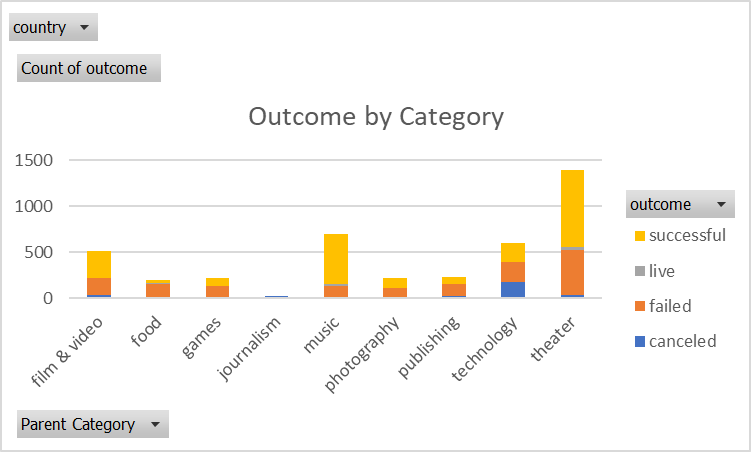 country
Count of outcome
Outcome by Category
1500
1000
500
0
film & video
food
games
journalism
music
photography
publishing
technology
theater
outcome
successful
live
failed
canceled
Parent Category